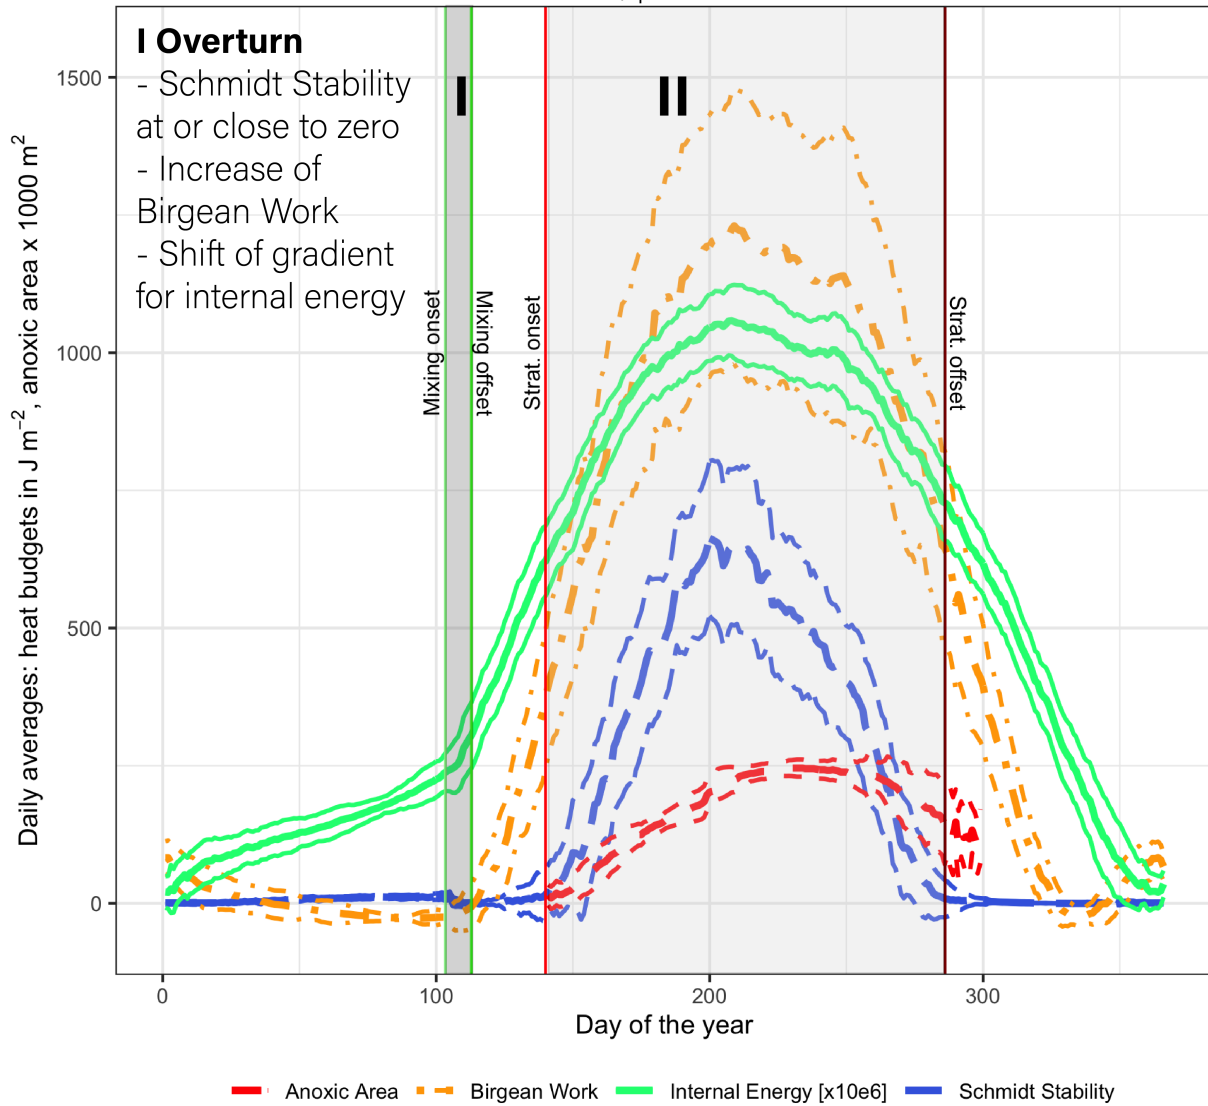 I Overturn
- Schmidt Stability
at or close to zero
- Increase of
Birgean Work
- Shift of gradient
for internal energy
I
II
Mixing onset
Mixing offset
Strat. onset
Strat. offset
1500
1000
500
0
Daily averages: heat budgets in J m⁻², anoxic area x 1000 m²
0
100
200
300
Day of the year
Anoxic Area
Birgean Work
Internal Energy [x10e6]
Schmidt Stability